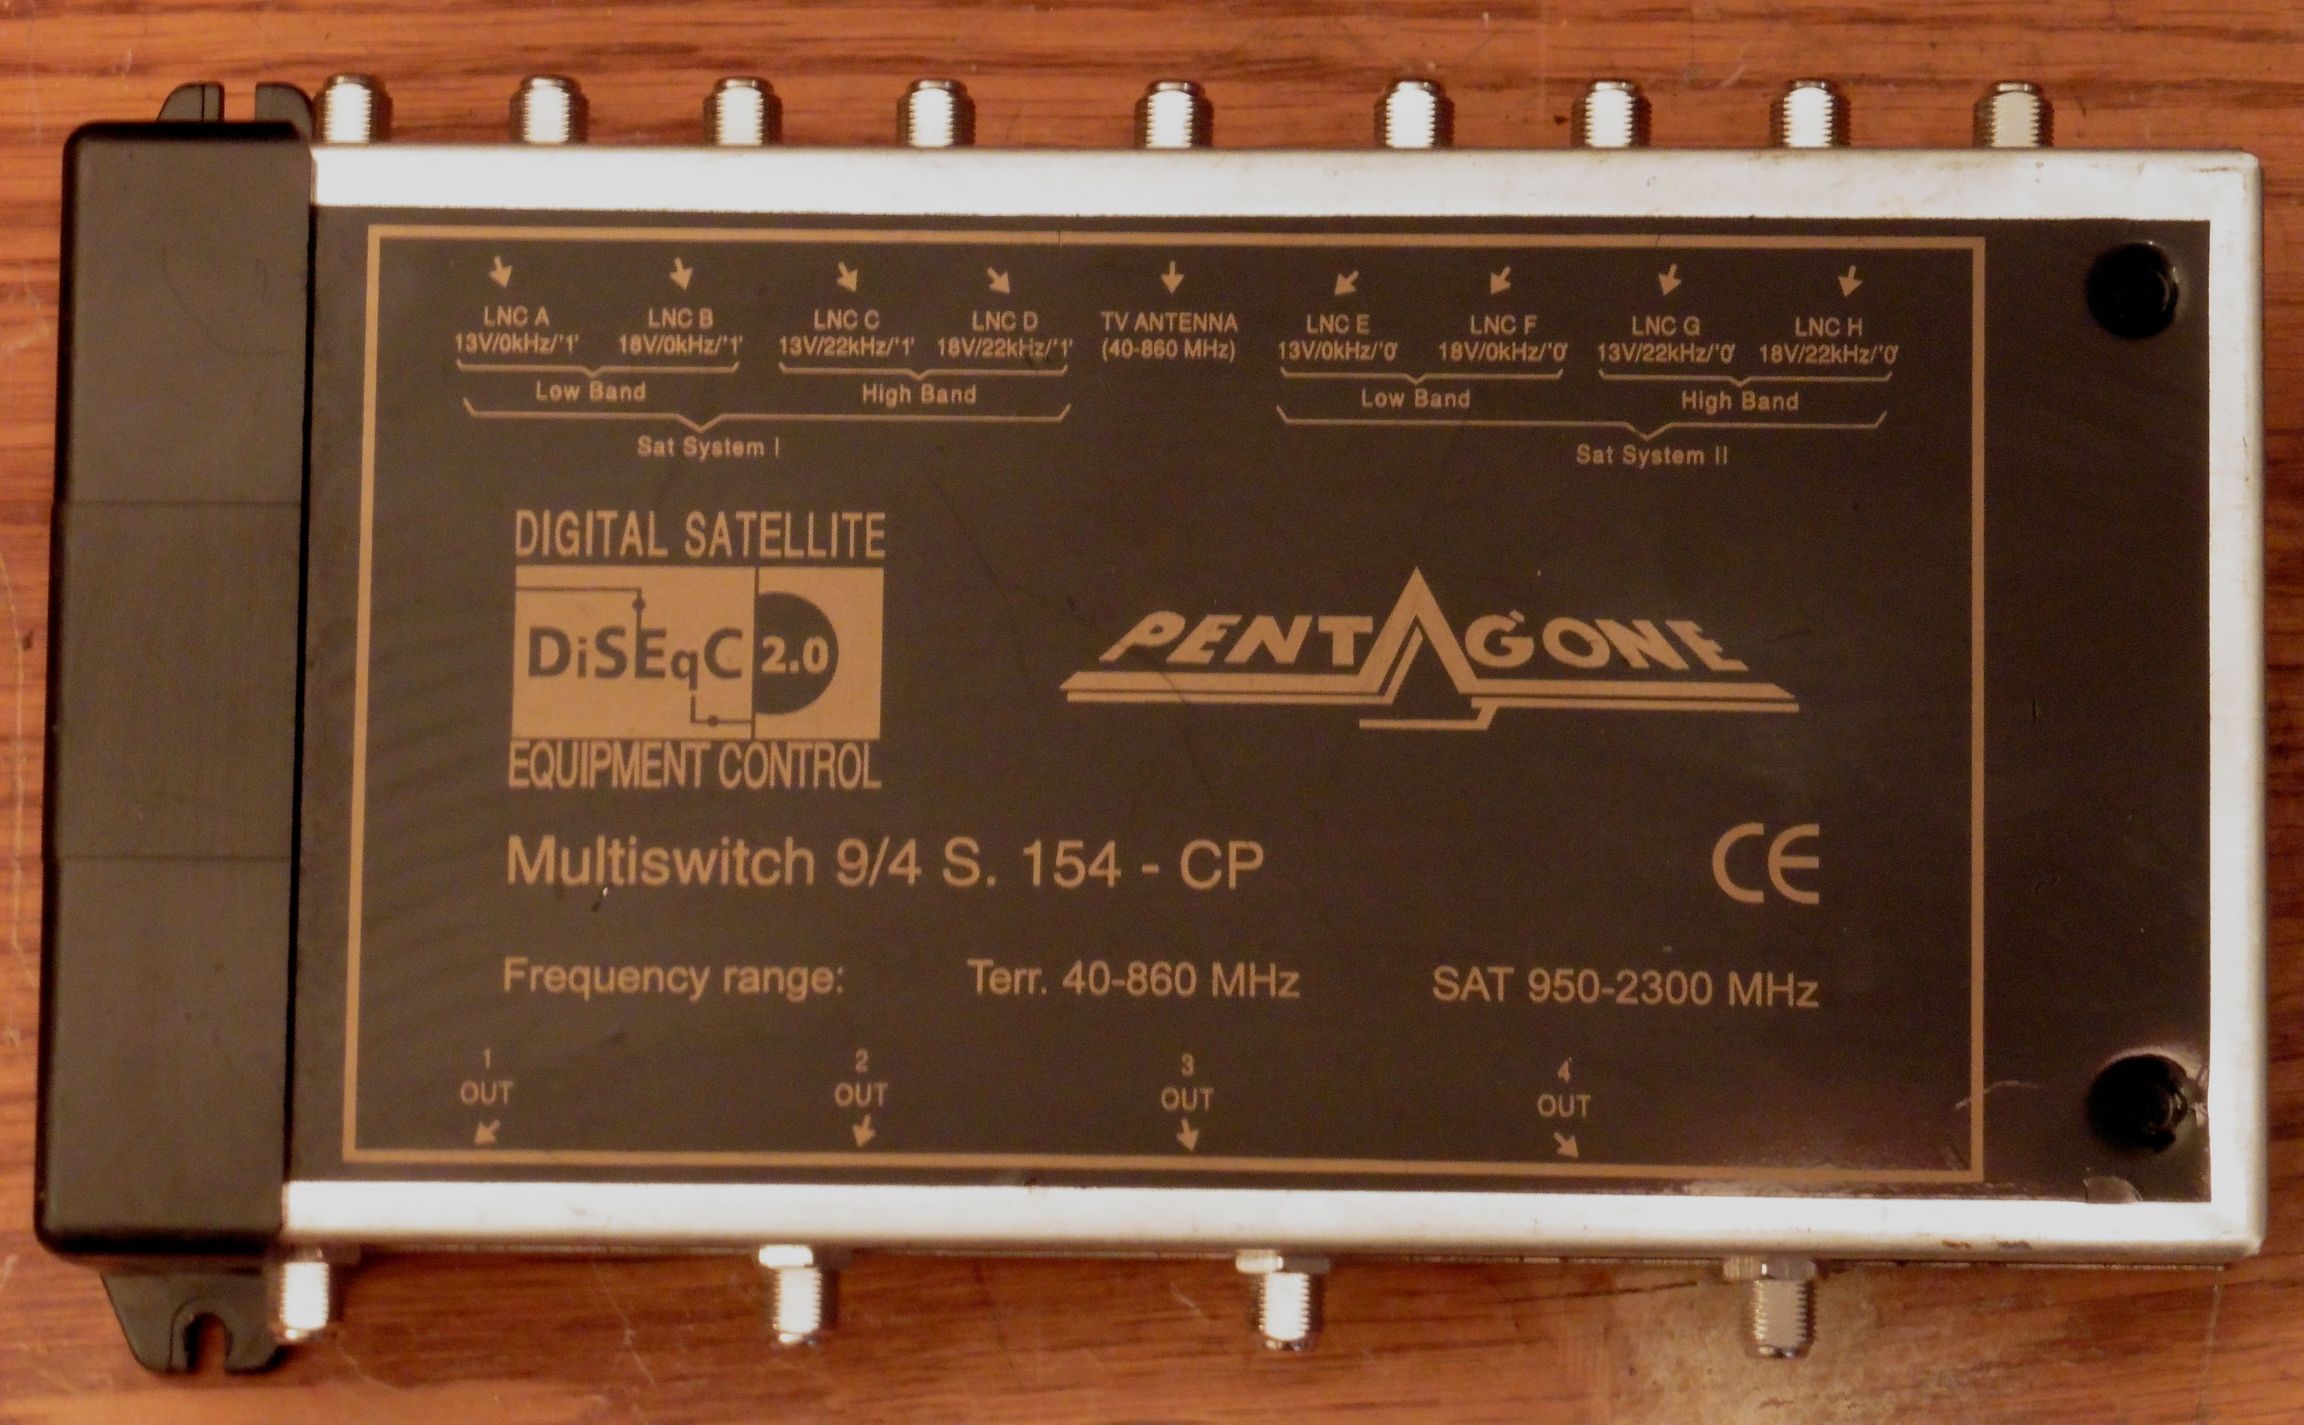 LNC A LNC B LNC C LNC D TV ANTENNA LNC E LNC F LNC G LNC H
13V/0kHz/'1' 18V/0kHz/'1' 13V/22kHz/'1' 18V/22kHz/'1' (40-860 MHz) 13V/0kHz/'0' 18V/0kHz/'0' 13V/22kHz/'0' 18V/22kHz/'0'
Low Band High Band Low Band High Band
Sat System I Sat System II
DIGITAL SATELLITE
DiSEqC 2.0
EQUIPMENT CONTROL
PENTAGONE
Multiswitch 9/4 S. 154 - CP CE
Frequency range: Terr. 40-860 MHz SAT 950-2300 MHz
1 2 3 4
OUT OUT OUT OUT